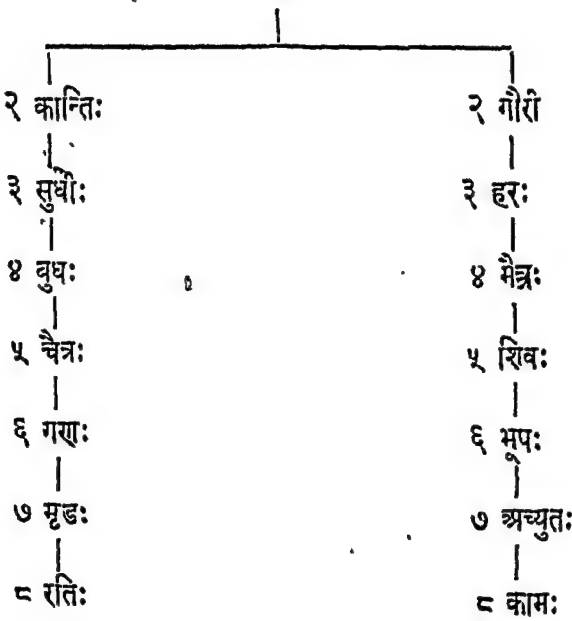 २ कान्तिः २ गौरी
३ सुधीः ३ हरः
४ वुधः ४ मैत्रः
५ चैत्रः ५ शिवः
६ गणः ६ भूपः
७ मृडः ७ अच्युतः
८ रतिः ८ कामः